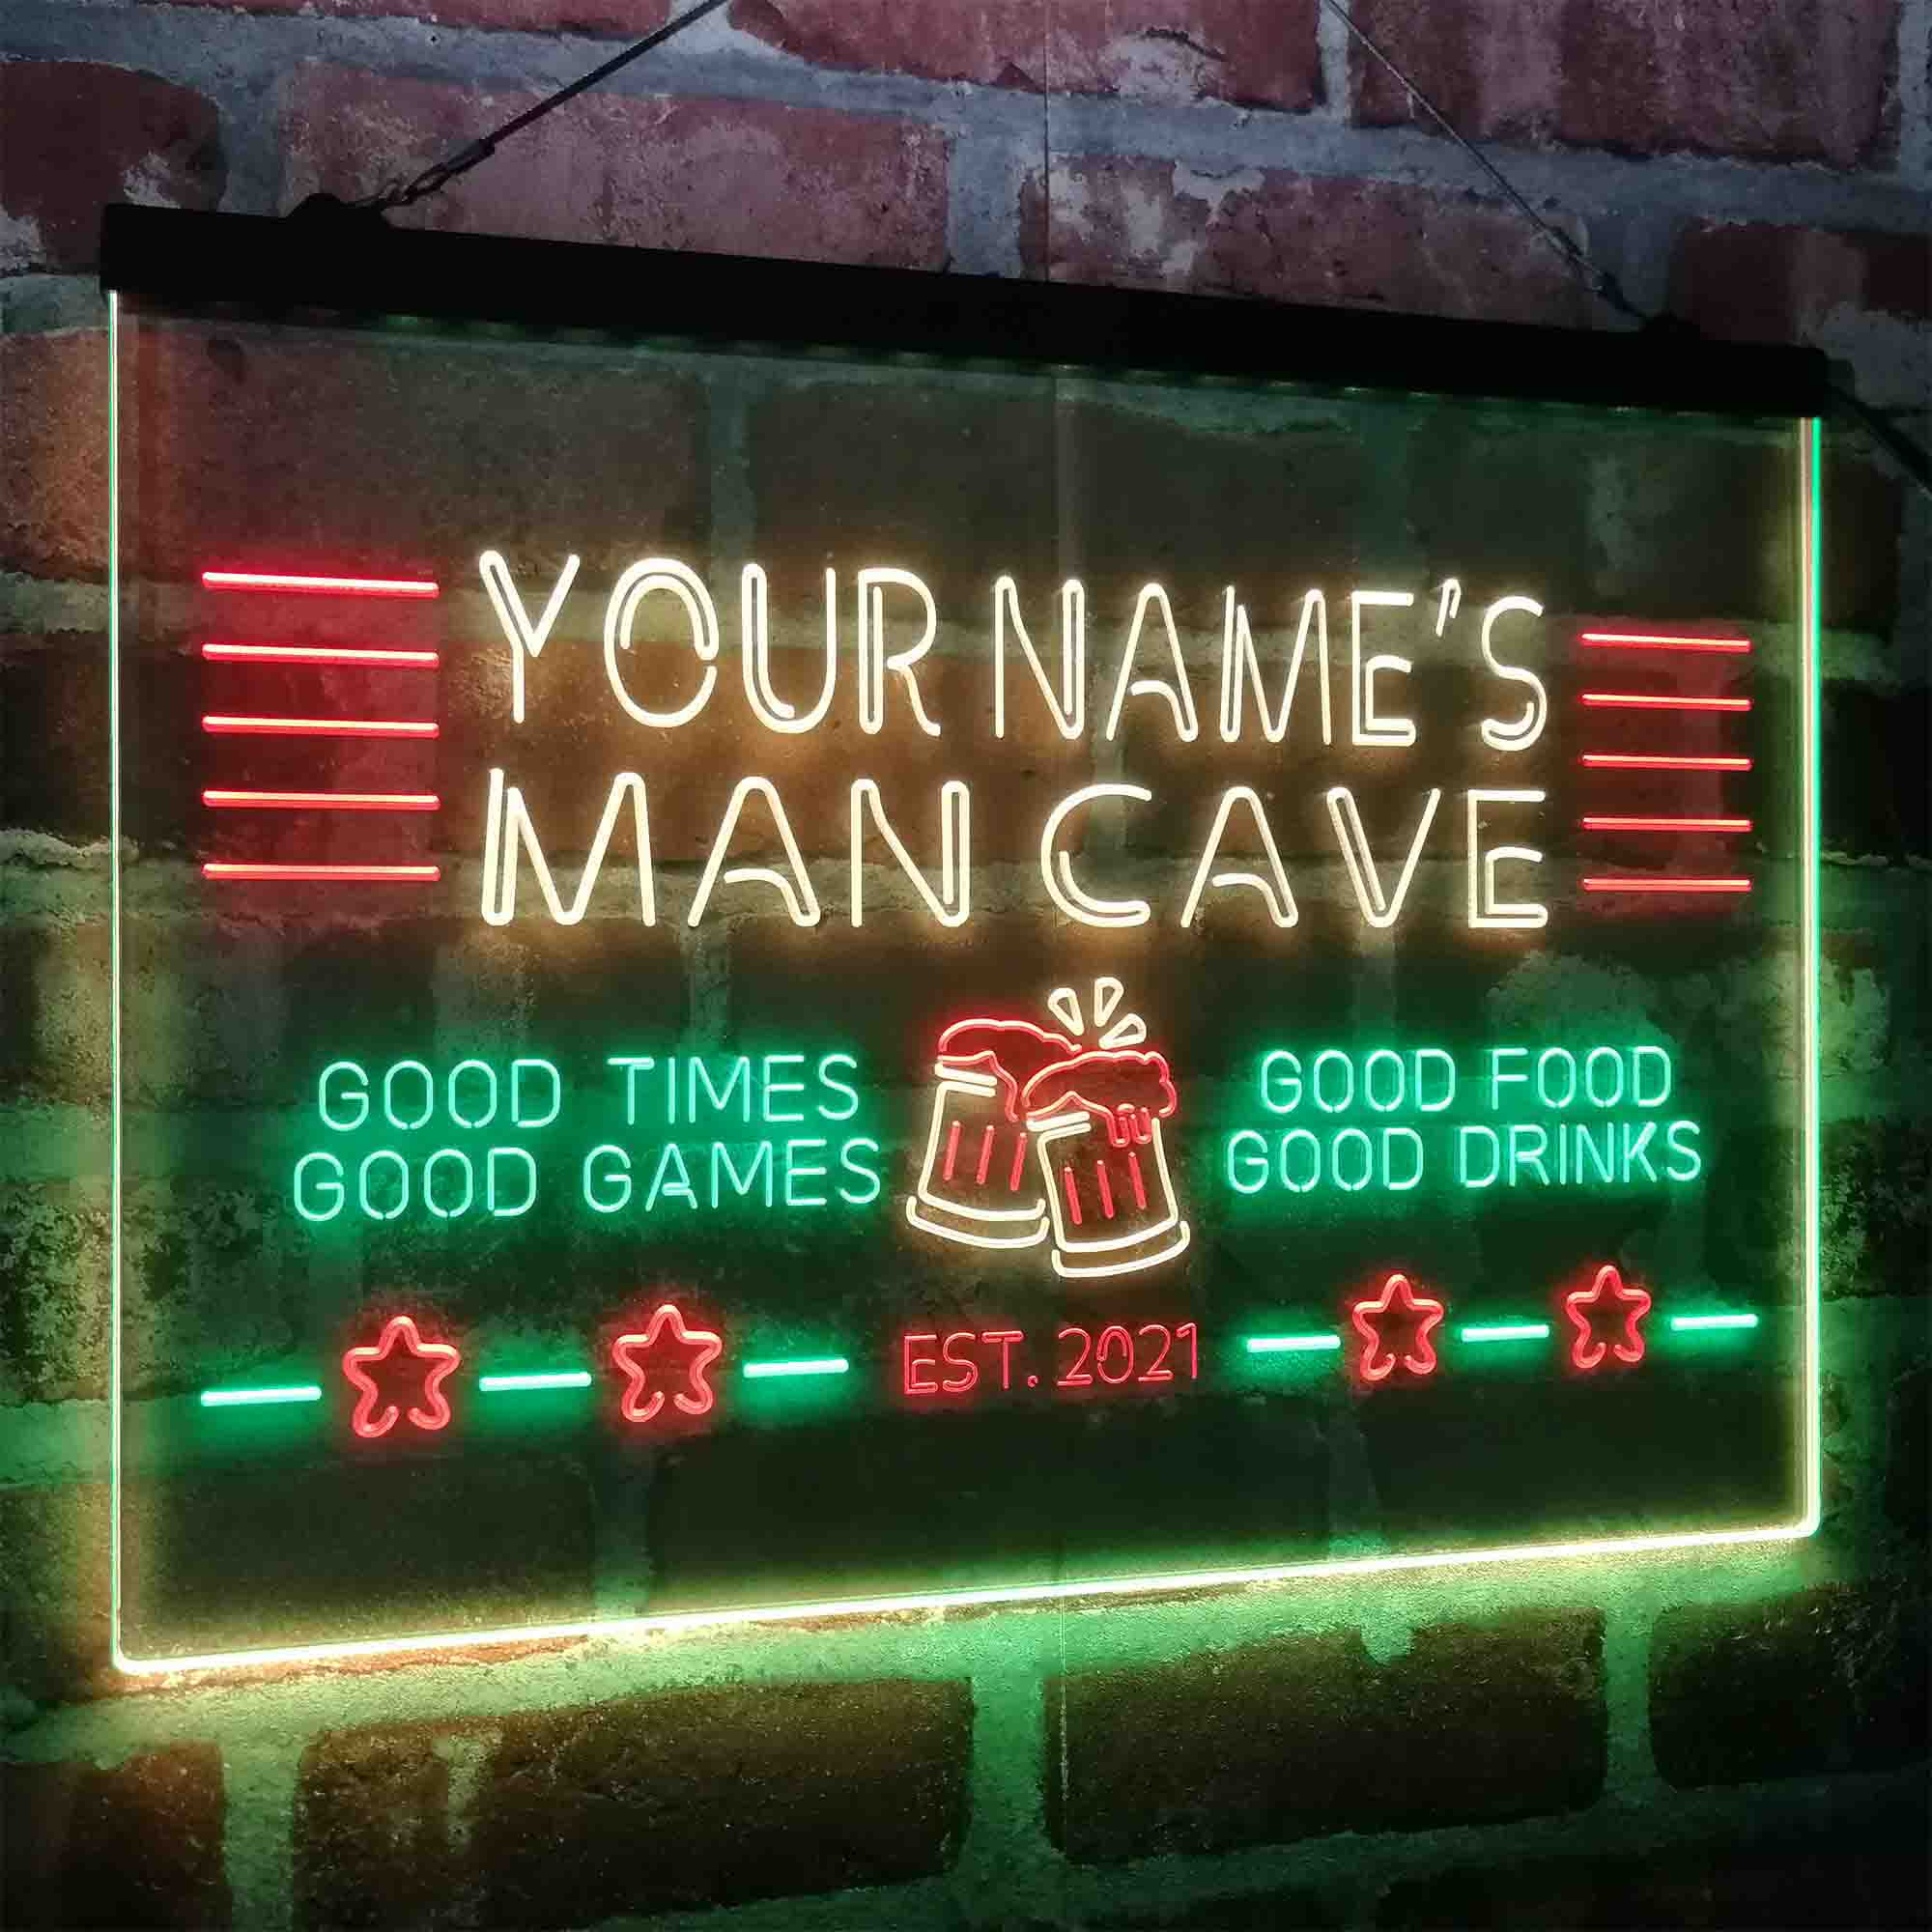 YOUR NAME'S
MAN CAVE
GOOD TIMES
GOOD GAMES
GOOD FOOD
GOOD DRINKS
EST. 2021